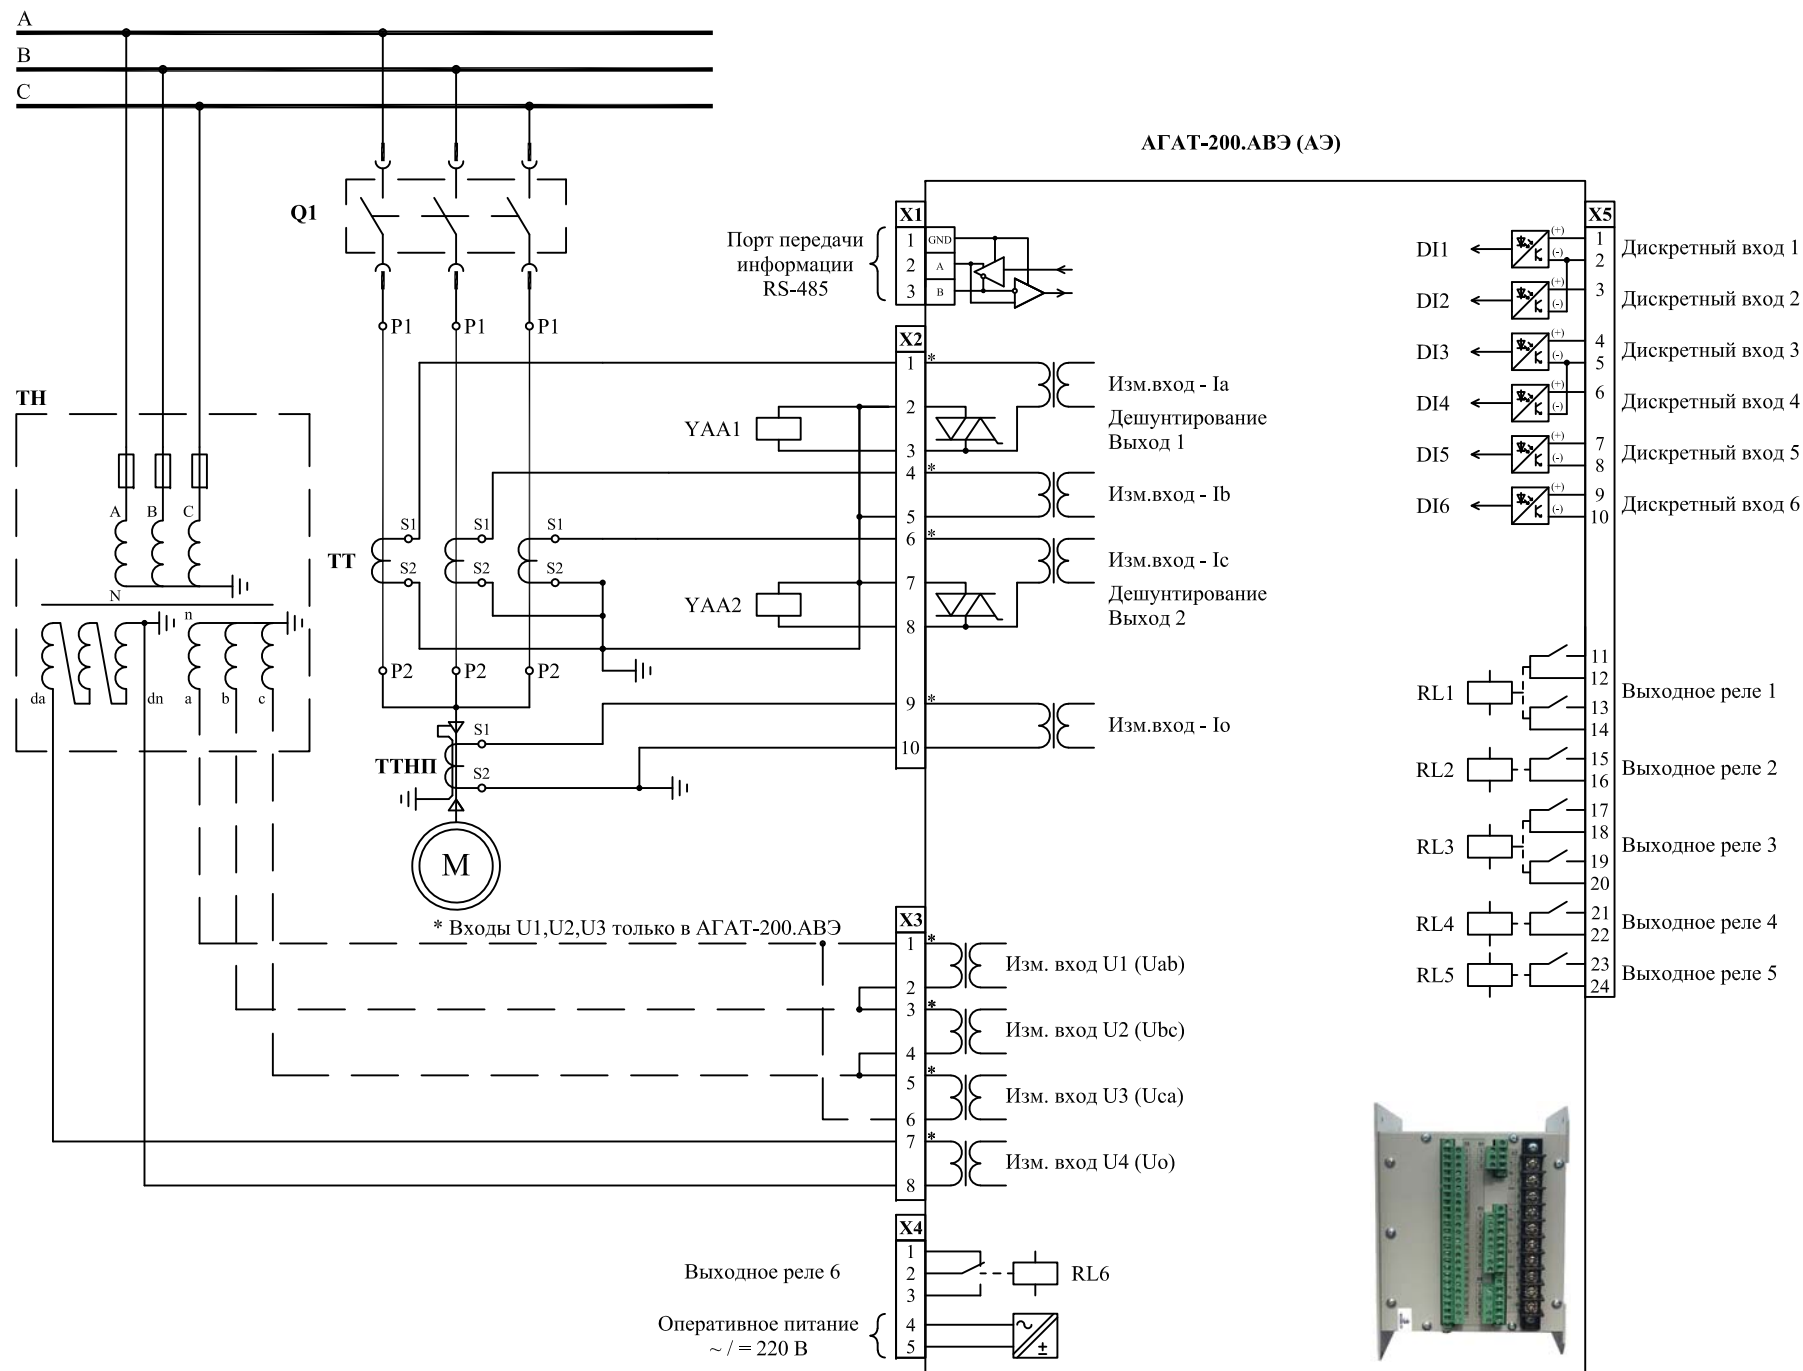 A
B
C
АГАТ-200.АВЭ (АЭ)
Q1
P1 P1 P1
ТН
A B C
N
n
da dn a b c
ТТ
S1 S1 S1
S2 S2 S2
P2 P2 P2
ТТНП
S1
S2
M
YAA1
YAA2
* Входы U1,U2,U3 только в АГАТ-200.АВЭ
Порт передачи
информации
RS-485
X1
1 GND
2 A
3 B
X2
1 *
2
3
4 *
5
6 *
7
8
9 *
10
Изм.вход - Ia
Дешунтирование
Выход 1
Изм.вход - Ib
Изм.вход - Ic
Дешунтирование
Выход 2
Изм.вход - Io
X3
1 *
2
3 *
4
5 *
6
7 *
8
Изм. вход U1 (Uab)
Изм. вход U2 (Ubc)
Изм. вход U3 (Uca)
Изм. вход U4 (Uo)
X4
1
2
3
4
5
Выходное реле 6
RL6
Оперативное питание
~ / = 220 В
~
±
X5
DI1 (+) 1 Дискретный вход 1
(-) 2
DI2 (+) 3 Дискретный вход 2
(-)
DI3 (+) 4 Дискретный вход 3
(-) 5
DI4 (+) 6 Дискретный вход 4
(-)
DI5 (+) 7 Дискретный вход 5
(-) 8
DI6 (+) 9 Дискретный вход 6
(-) 10
11
12
RL1 Выходное реле 1
13
14
15
RL2 Выходное реле 2
16
17
18
RL3 Выходное реле 3
19
20
21
RL4 Выходное реле 4
22
23
RL5 Выходное реле 5
24